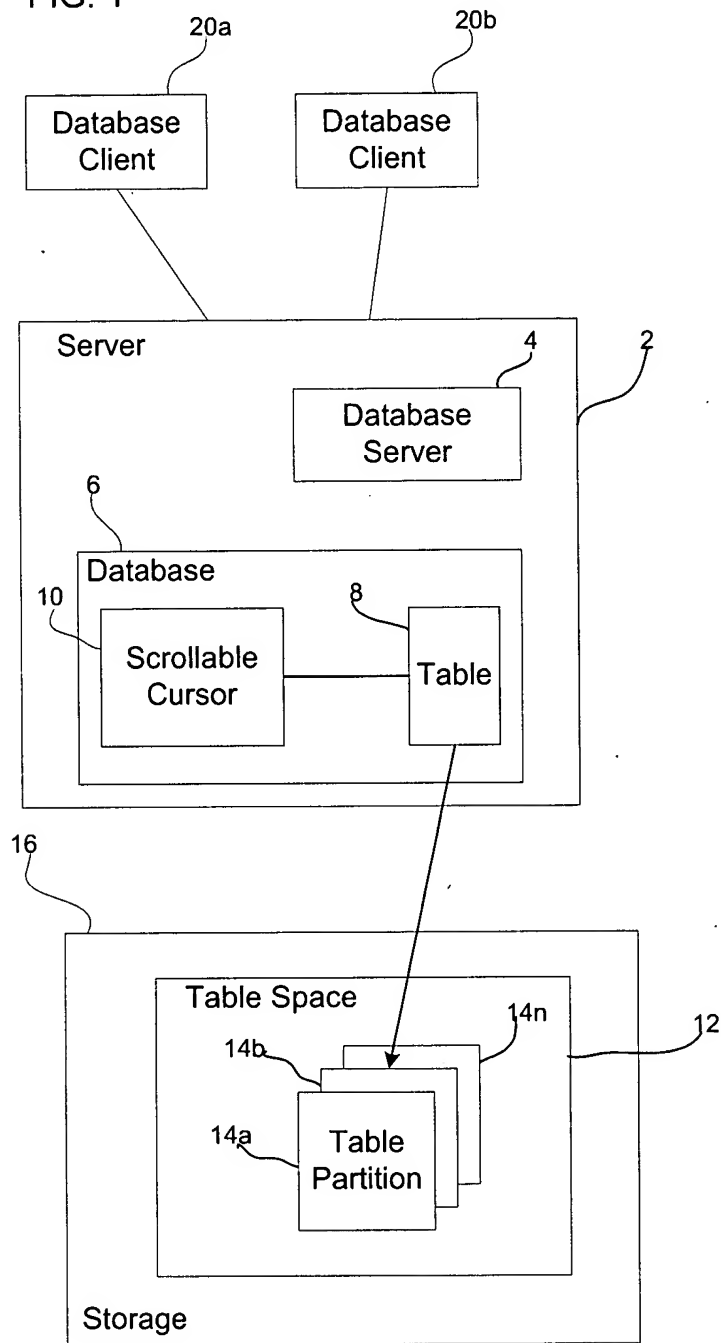 FIG. 1
20a
20b
Database
Client
Database
Client
Server
4
2
Database
Server
6
Database
10
8
Scrollable
Cursor
Table
16
Table Space
12
14n
14b
14a
Table
Partition
Storage